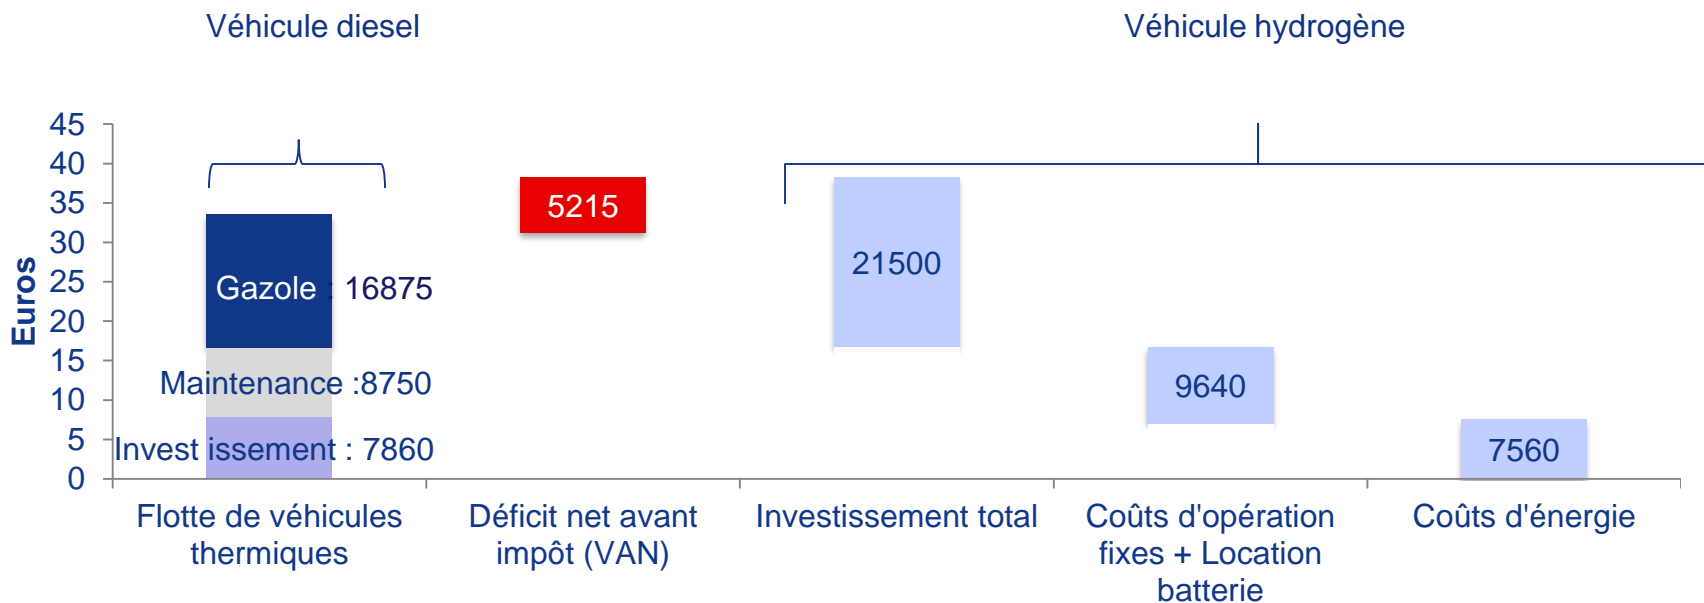 Véhicule diesel
Véhicule hydrogène
Euros
45
40
35
30
25
20
15
10
5
0
Gazole : 16875
Maintenance :8750
Invest issement : 7860
5215
21500
9640
7560
Flotte de véhicules
thermiques
Déficit net avant
impôt (VAN)
Investissement total
Coûts d'opération
fixes + Location
batterie
Coûts d'énergie